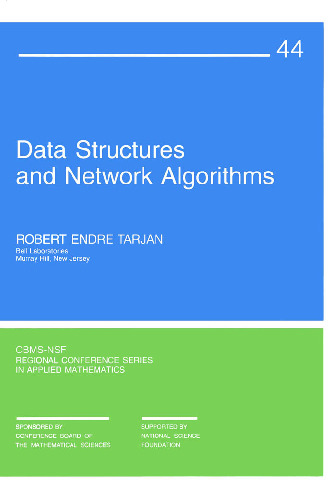 44
Data Structures
and Network Algorithms
ROBERT ENDRE TARJAN
Bell Laboratories
Murray Hill, New Jersey
CBMS-NSF
REGIONAL CONFERENCE SERIES
IN APPLIED MATHEMATICS
SPONSORED BY
CONFERENCE BOARD OF
THE MATHEMATICAL SCIENCES
SUPPORTED BY
NATIONAL SCIENCE
FOUNDATION